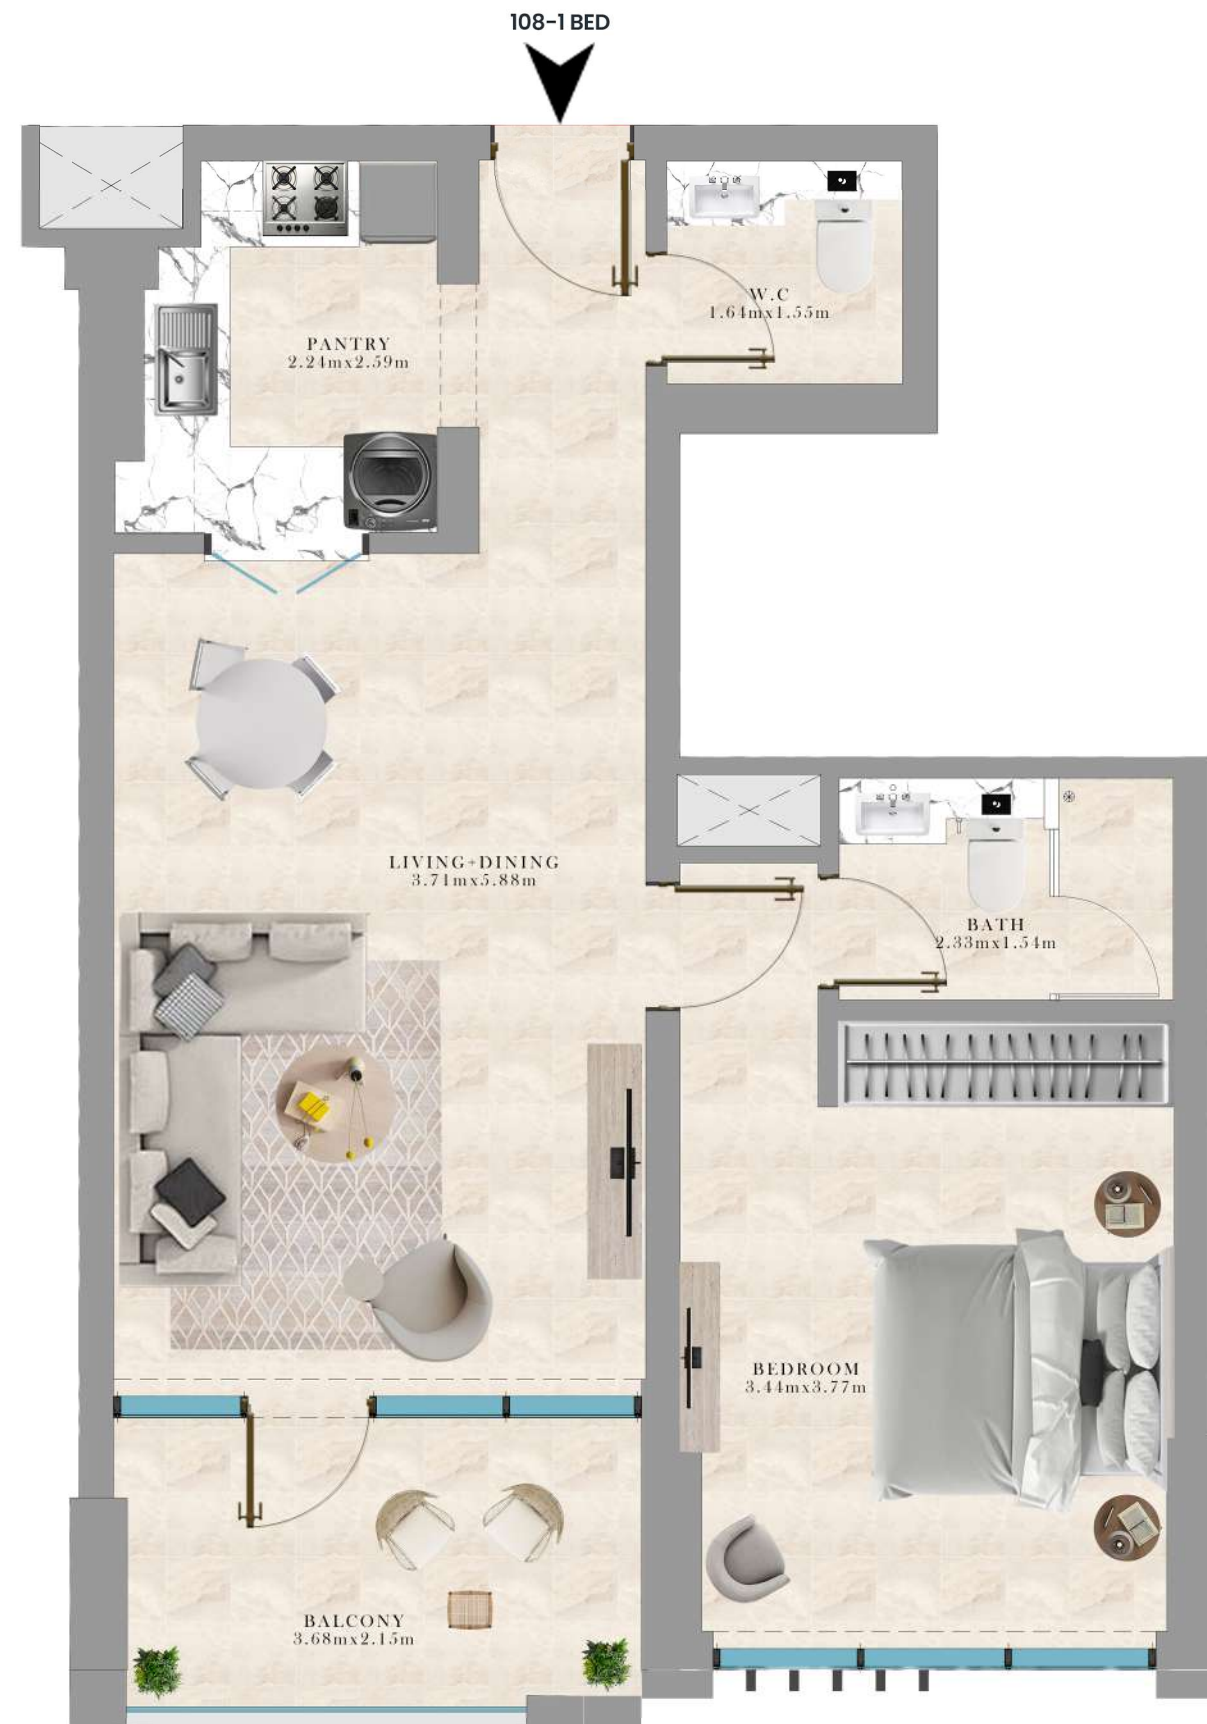 108-1 BED
W.C
1.64mx1.55m
PANTRY
2.24mx2.59m
LIVING+DINING
3.71mx5.88m
BATH
2.33mx1.54m
BEDROOM
3.44mx3.77m
BALCONY
3.68mx2.15m